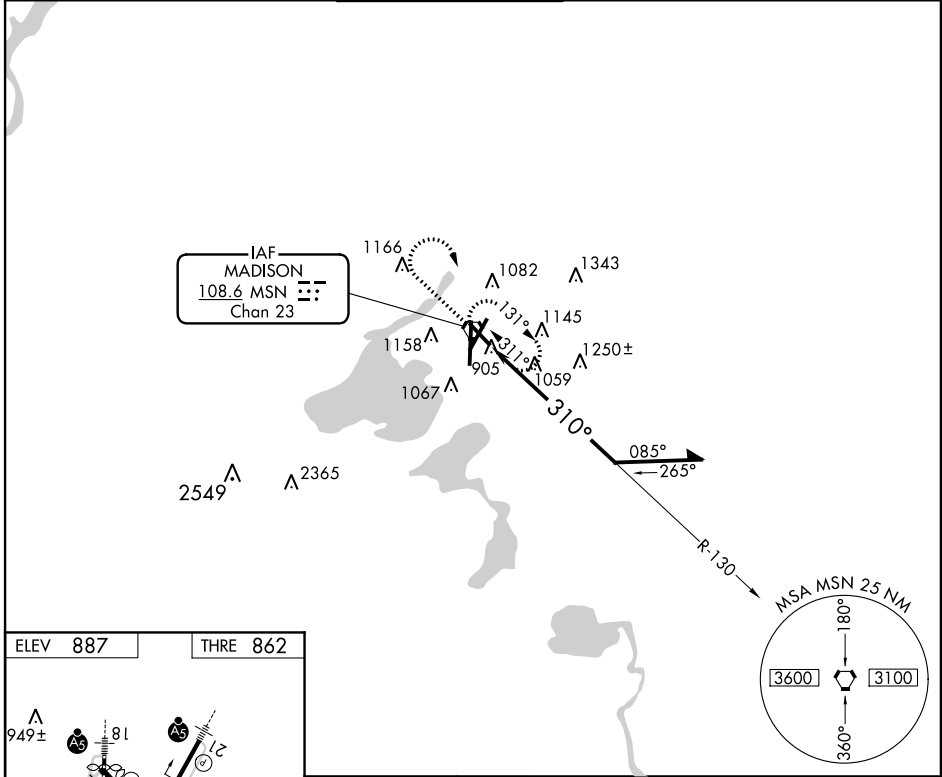 IAF
MADISON
108.6 MSN
Chan 23
1166
1082
1343
131°
1145
1158
311°
1250±
905
1059
1067
310°
085°
265°
2549
2365
R-130
MSA MSN 25 NM
180°
3600
3100
360°
ELEV 887
THRE 862
949±
A5
18
A5
21
P